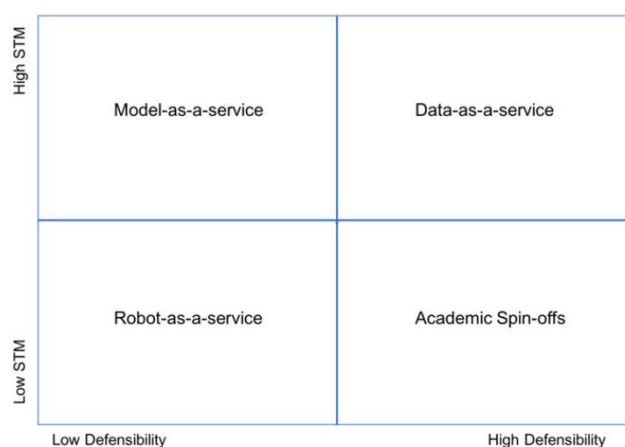 High STM
Model-as-a-service
Data-as-a-service
Low STM
Robot-as-a-service
Academic Spin-offs
Low Defensibility
High Defensibility